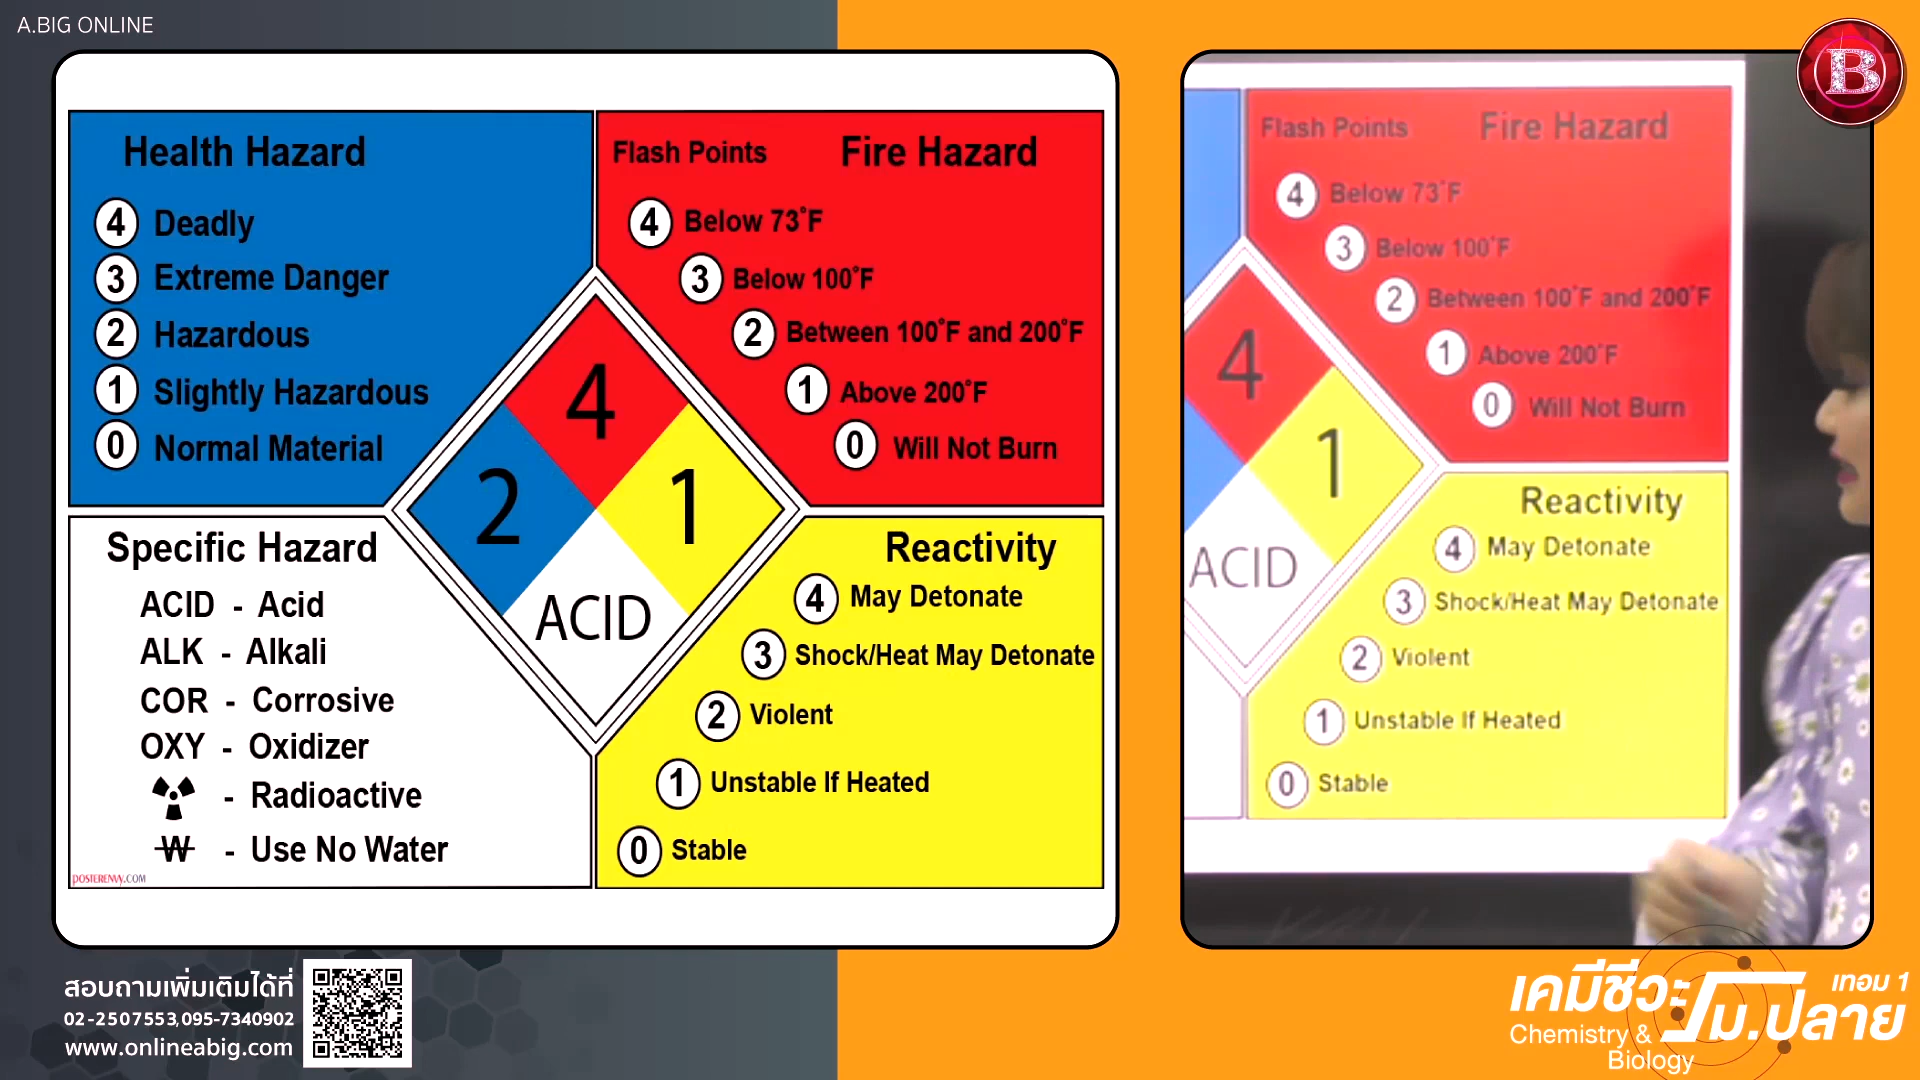 A.BIG ONLINE
Health Hazard
4 Deadly
3 Extreme Danger
2 Hazardous
1 Slightly Hazardous
0 Normal Material
Flash Points Fire Hazard
4 Below 73°F
3 Below 100°F
2 Between 100°F and 200°F
1 Above 200°F
0 Will Not Burn
4
2
1
ACID
Specific Hazard
ACID - Acid
ALK - Alkali
COR - Corrosive
OXY - Oxidizer
- Radioactive
W - Use No Water
POSTERENVY.COM
Reactivity
4 May Detonate
3 Shock/Heat May Detonate
2 Violent
1 Unstable If Heated
0 Stable
B
Flash Points Fire Hazard
4 Below 73°F
3 Below 100°F
2 Between 100°F and 200°F
1 Above 200°F
0 Will Not Burn
4
1
ACID
Reactivity
4 May Detonate
3 Shock/Heat May Detonate
2 Violent
1 Unstable If Heated
0 Stable
สอบถามเพิ่มเติมได้ที่
02-2507553,095-7340902
www.onlineabig.com
เคมีชีวะ ม.ปลาย เทอม 1
Chemistry &
Biology